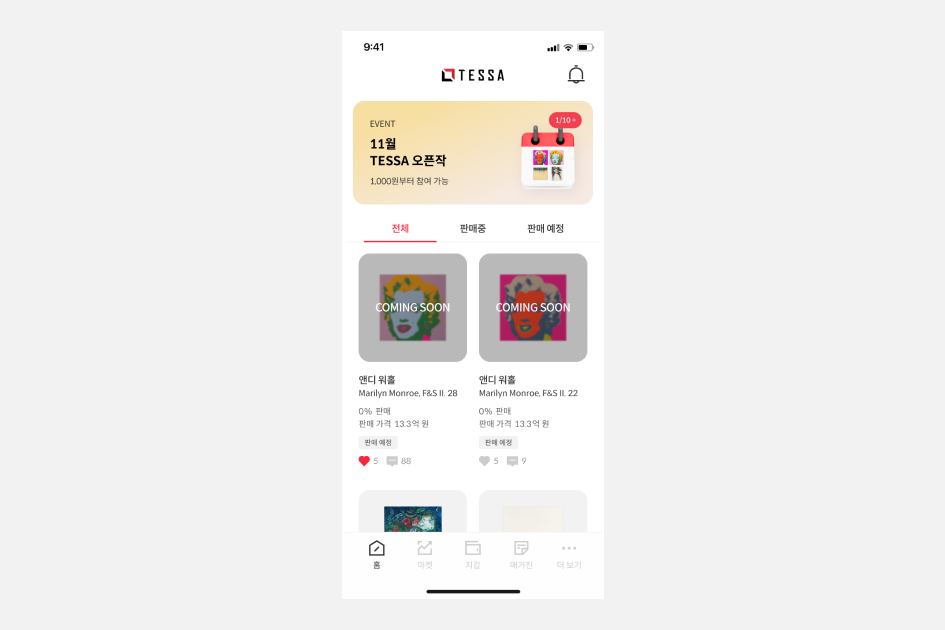 9:41
TESSA
EVENT
1/10 +
11월
TESSA 오픈작
1,000원부터 참여 가능
전체 판매중 판매 예정
COMING SOON COMING SOON
앤디 워홀 앤디 워홀
Marilyn Monroe, F&S II. 28 Marilyn Monroe, F&S II. 22
0% 판매 0% 판매
판매 가격 13.3억 원 판매 가격 13.3억 원
판매 예정 판매 예정
5 88 5 9
홈 마켓 지갑 매거진 더 보기